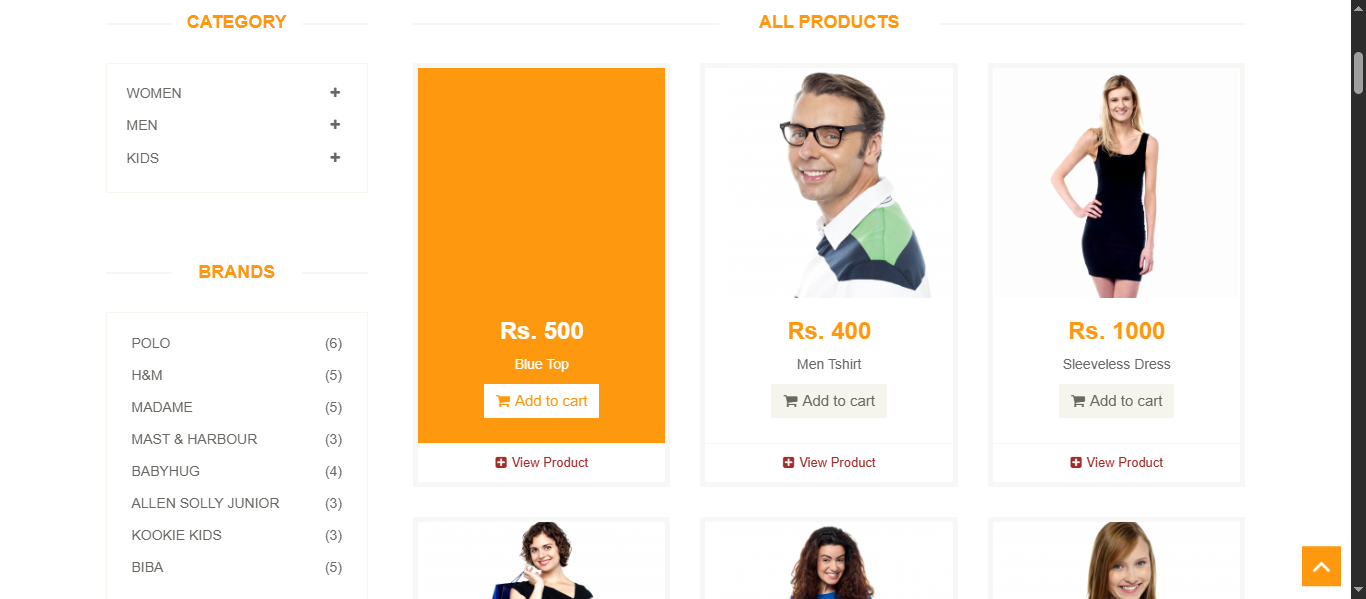 CATEGORY
WOMEN
MEN
KIDS
BRANDS
POLO (6)
H&M (5)
MADAME (5)
MAST & HARBOUR (3)
BABYHUG (4)
ALLEN SOLLY JUNIOR (3)
KOOKIE KIDS (3)
BIBA (5)
ALL PRODUCTS
Rs. 500
Blue Top
Add to cart
View Product
Rs. 400
Men Tshirt
Add to cart
View Product
Rs. 1000
Sleeveless Dress
Add to cart
View Product